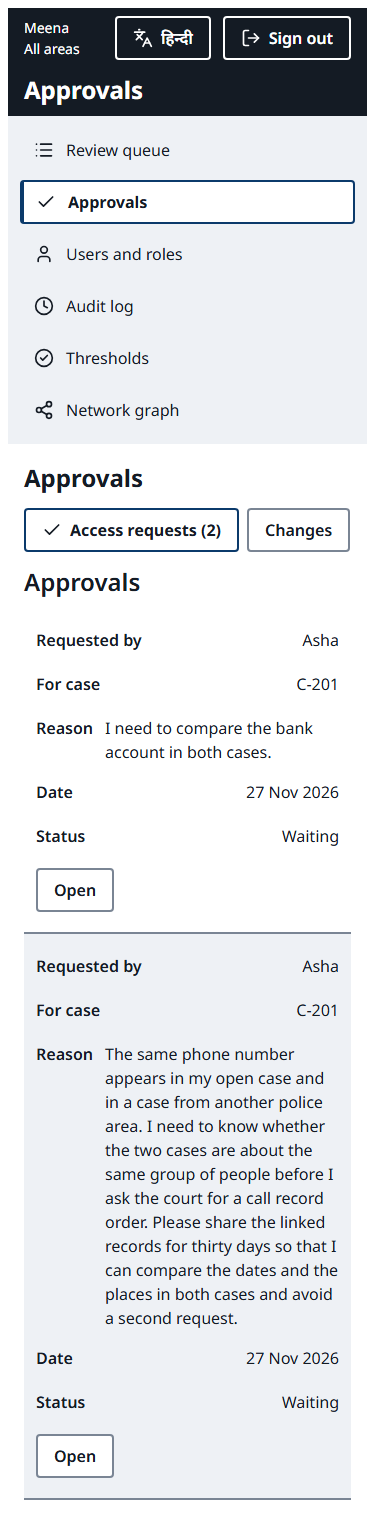 Meena
All areas
हिन्दी
Sign out
Approvals
Review queue
Approvals
Users and roles
Audit log
Thresholds
Network graph
Approvals
Access requests (2)
Changes
Approvals
Requested by Asha
For case C-201
Reason I need to compare the bank
account in both cases.
Date 27 Nov 2026
Status Waiting
Open
Requested by Asha
For case C-201
Reason The same phone number
appears in my open case and
in a case from another police
area. I need to know whether
the two cases are about the
same group of people before I
ask the court for a call record
order. Please share the linked
records for thirty days so that I
can compare the dates and the
places in both cases and avoid
a second request.
Date 27 Nov 2026
Status Waiting
Open